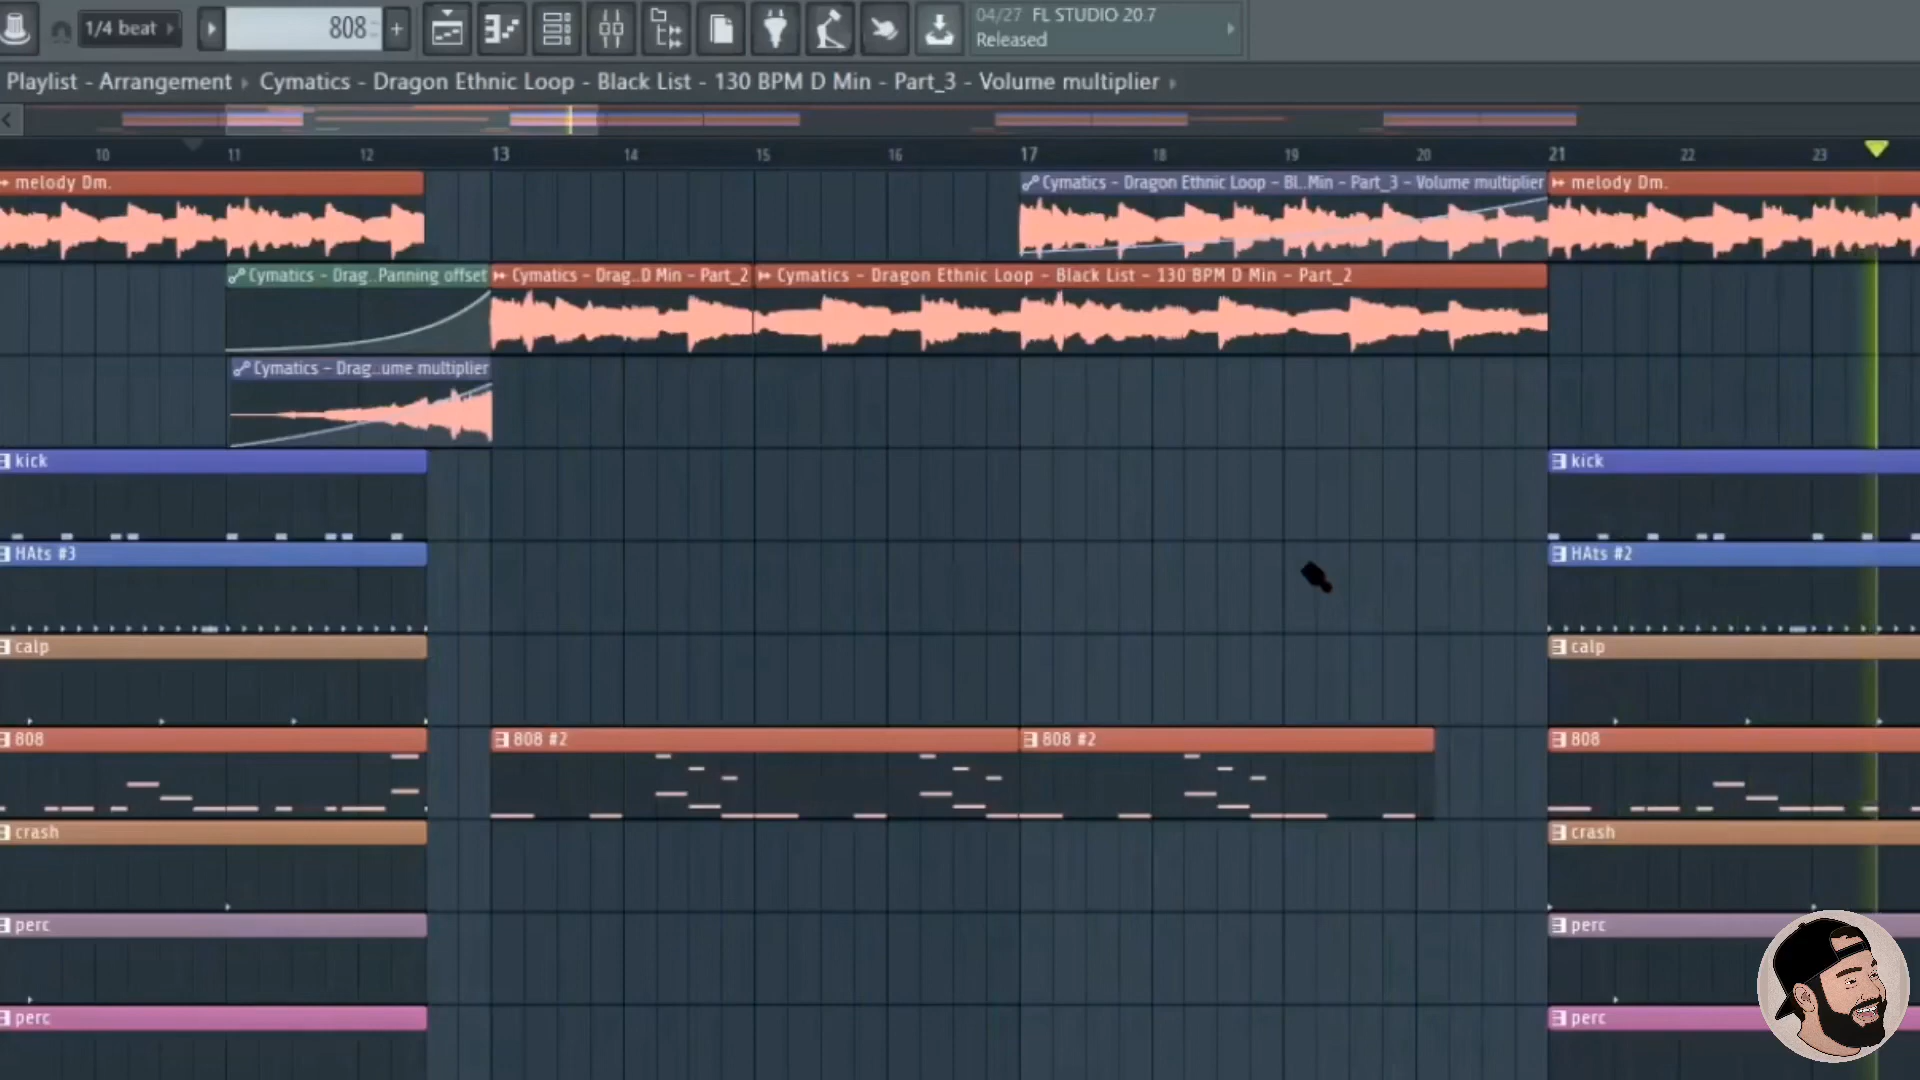 1/4 beat
808
04/27 FL STUDIO 20.7
Released
Playlist - Arrangement › Cymatics - Dragon Ethnic Loop - Black List - 130 BPM D Min - Part_3 - Volume multiplier
10 11 12 13 14 15 16 17 18 19 20 21 22 23
melody Dm.
Cymatics - Dragon Ethnic Loop - Bl..Min - Part_3 - Volume multiplier
melody Dm.
Cymatics - Drag..Panning offset
Cymatics - Drag..D Min - Part_2
Cymatics - Dragon Ethnic Loop - Black List - 130 BPM D Min - Part_2
Cymatics - Drag..ume multiplier
kick
kick
HAts #3
HAts #2
calp
calp
808
808 #2
808 #2
808
crash
crash
perc
perc
perc
perc